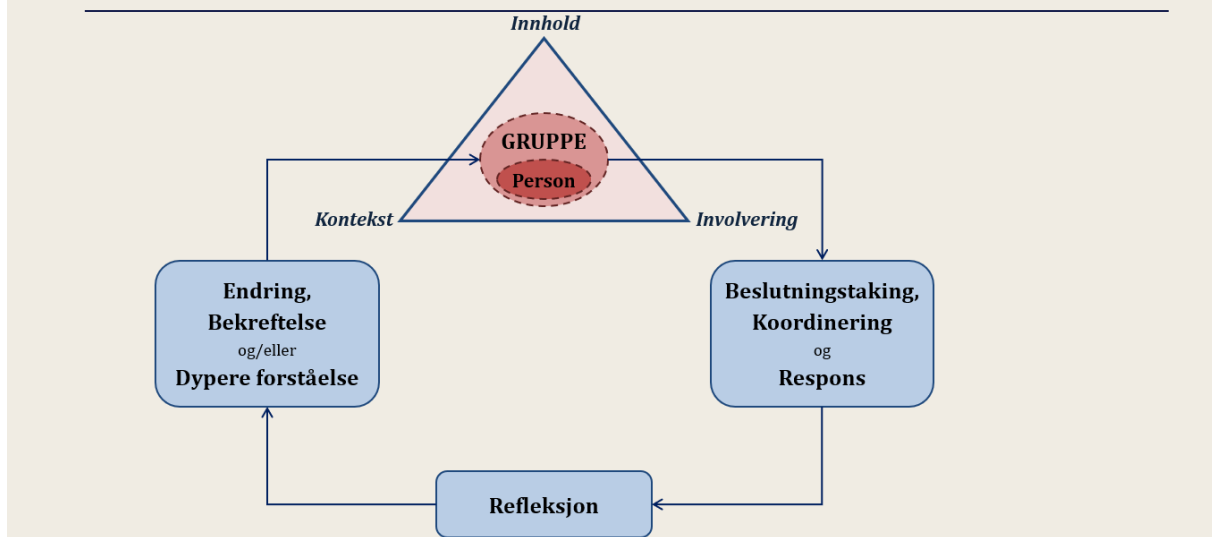 Innhold
GRUPPE
Person
Kontekst
Involvering
Endring,
Bekreftelse
og/eller
Dypere forståelse
Beslutningstaking,
Koordinering
og
Respons
Refleksjon